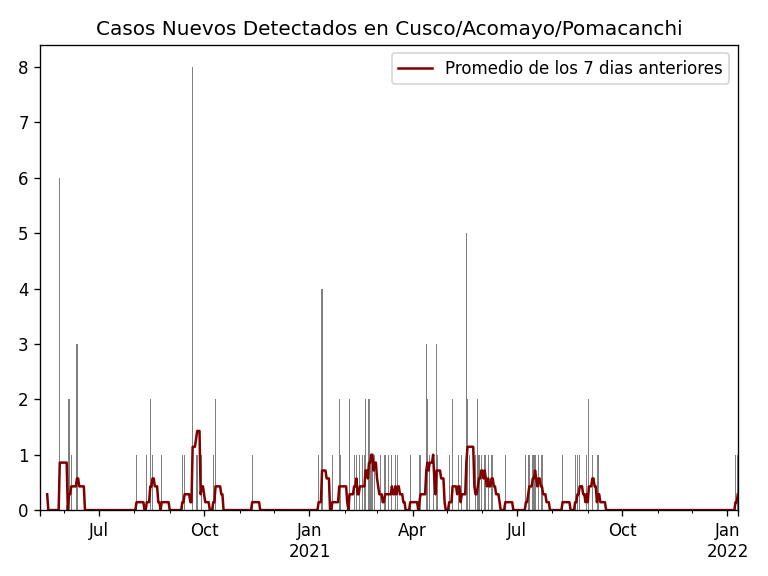 Casos Nuevos Detectados en Cusco/Acomayo/Pomacanchi
Promedio de los 7 dias anteriores
8
7
6
5
4
3
2
1
0
Jul
Oct
Jan
2021
Apr
Jul
Oct
Jan
2022